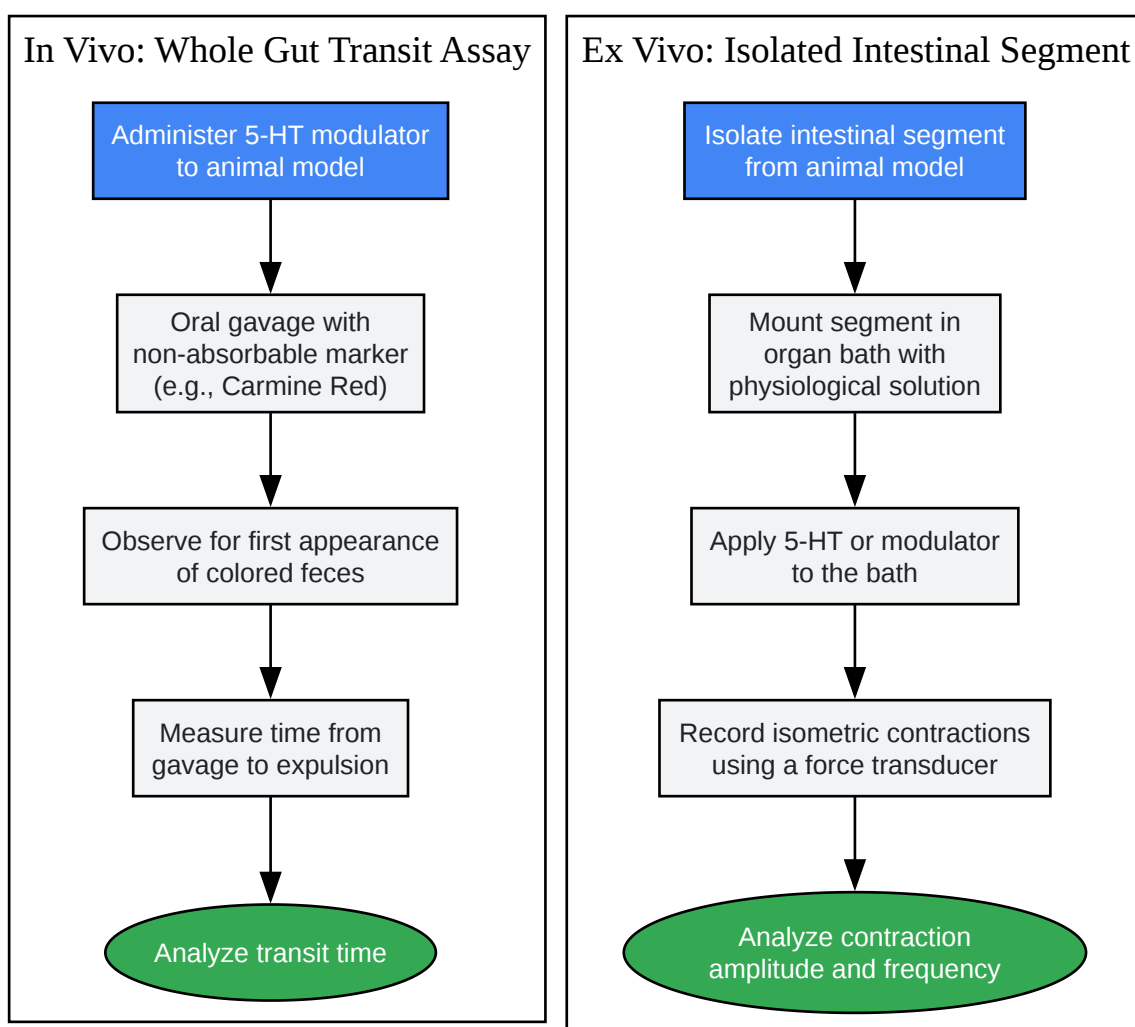 In Vivo: Whole Gut Transit Assay
Administer 5-HT modulator
to animal model
Oral gavage with
non-absorbable marker
(e.g., Carmine Red)
Observe for first appearance
of colored feces
Measure time from
gavage to expulsion
Analyze transit time
Ex Vivo: Isolated Intestinal Segment
Isolate intestinal segment
from animal model
Mount segment in
organ bath with
physiological solution
Apply 5-HT or modulator
to the bath
Record isometric contractions
using a force transducer
Analyze contraction
amplitude and frequency